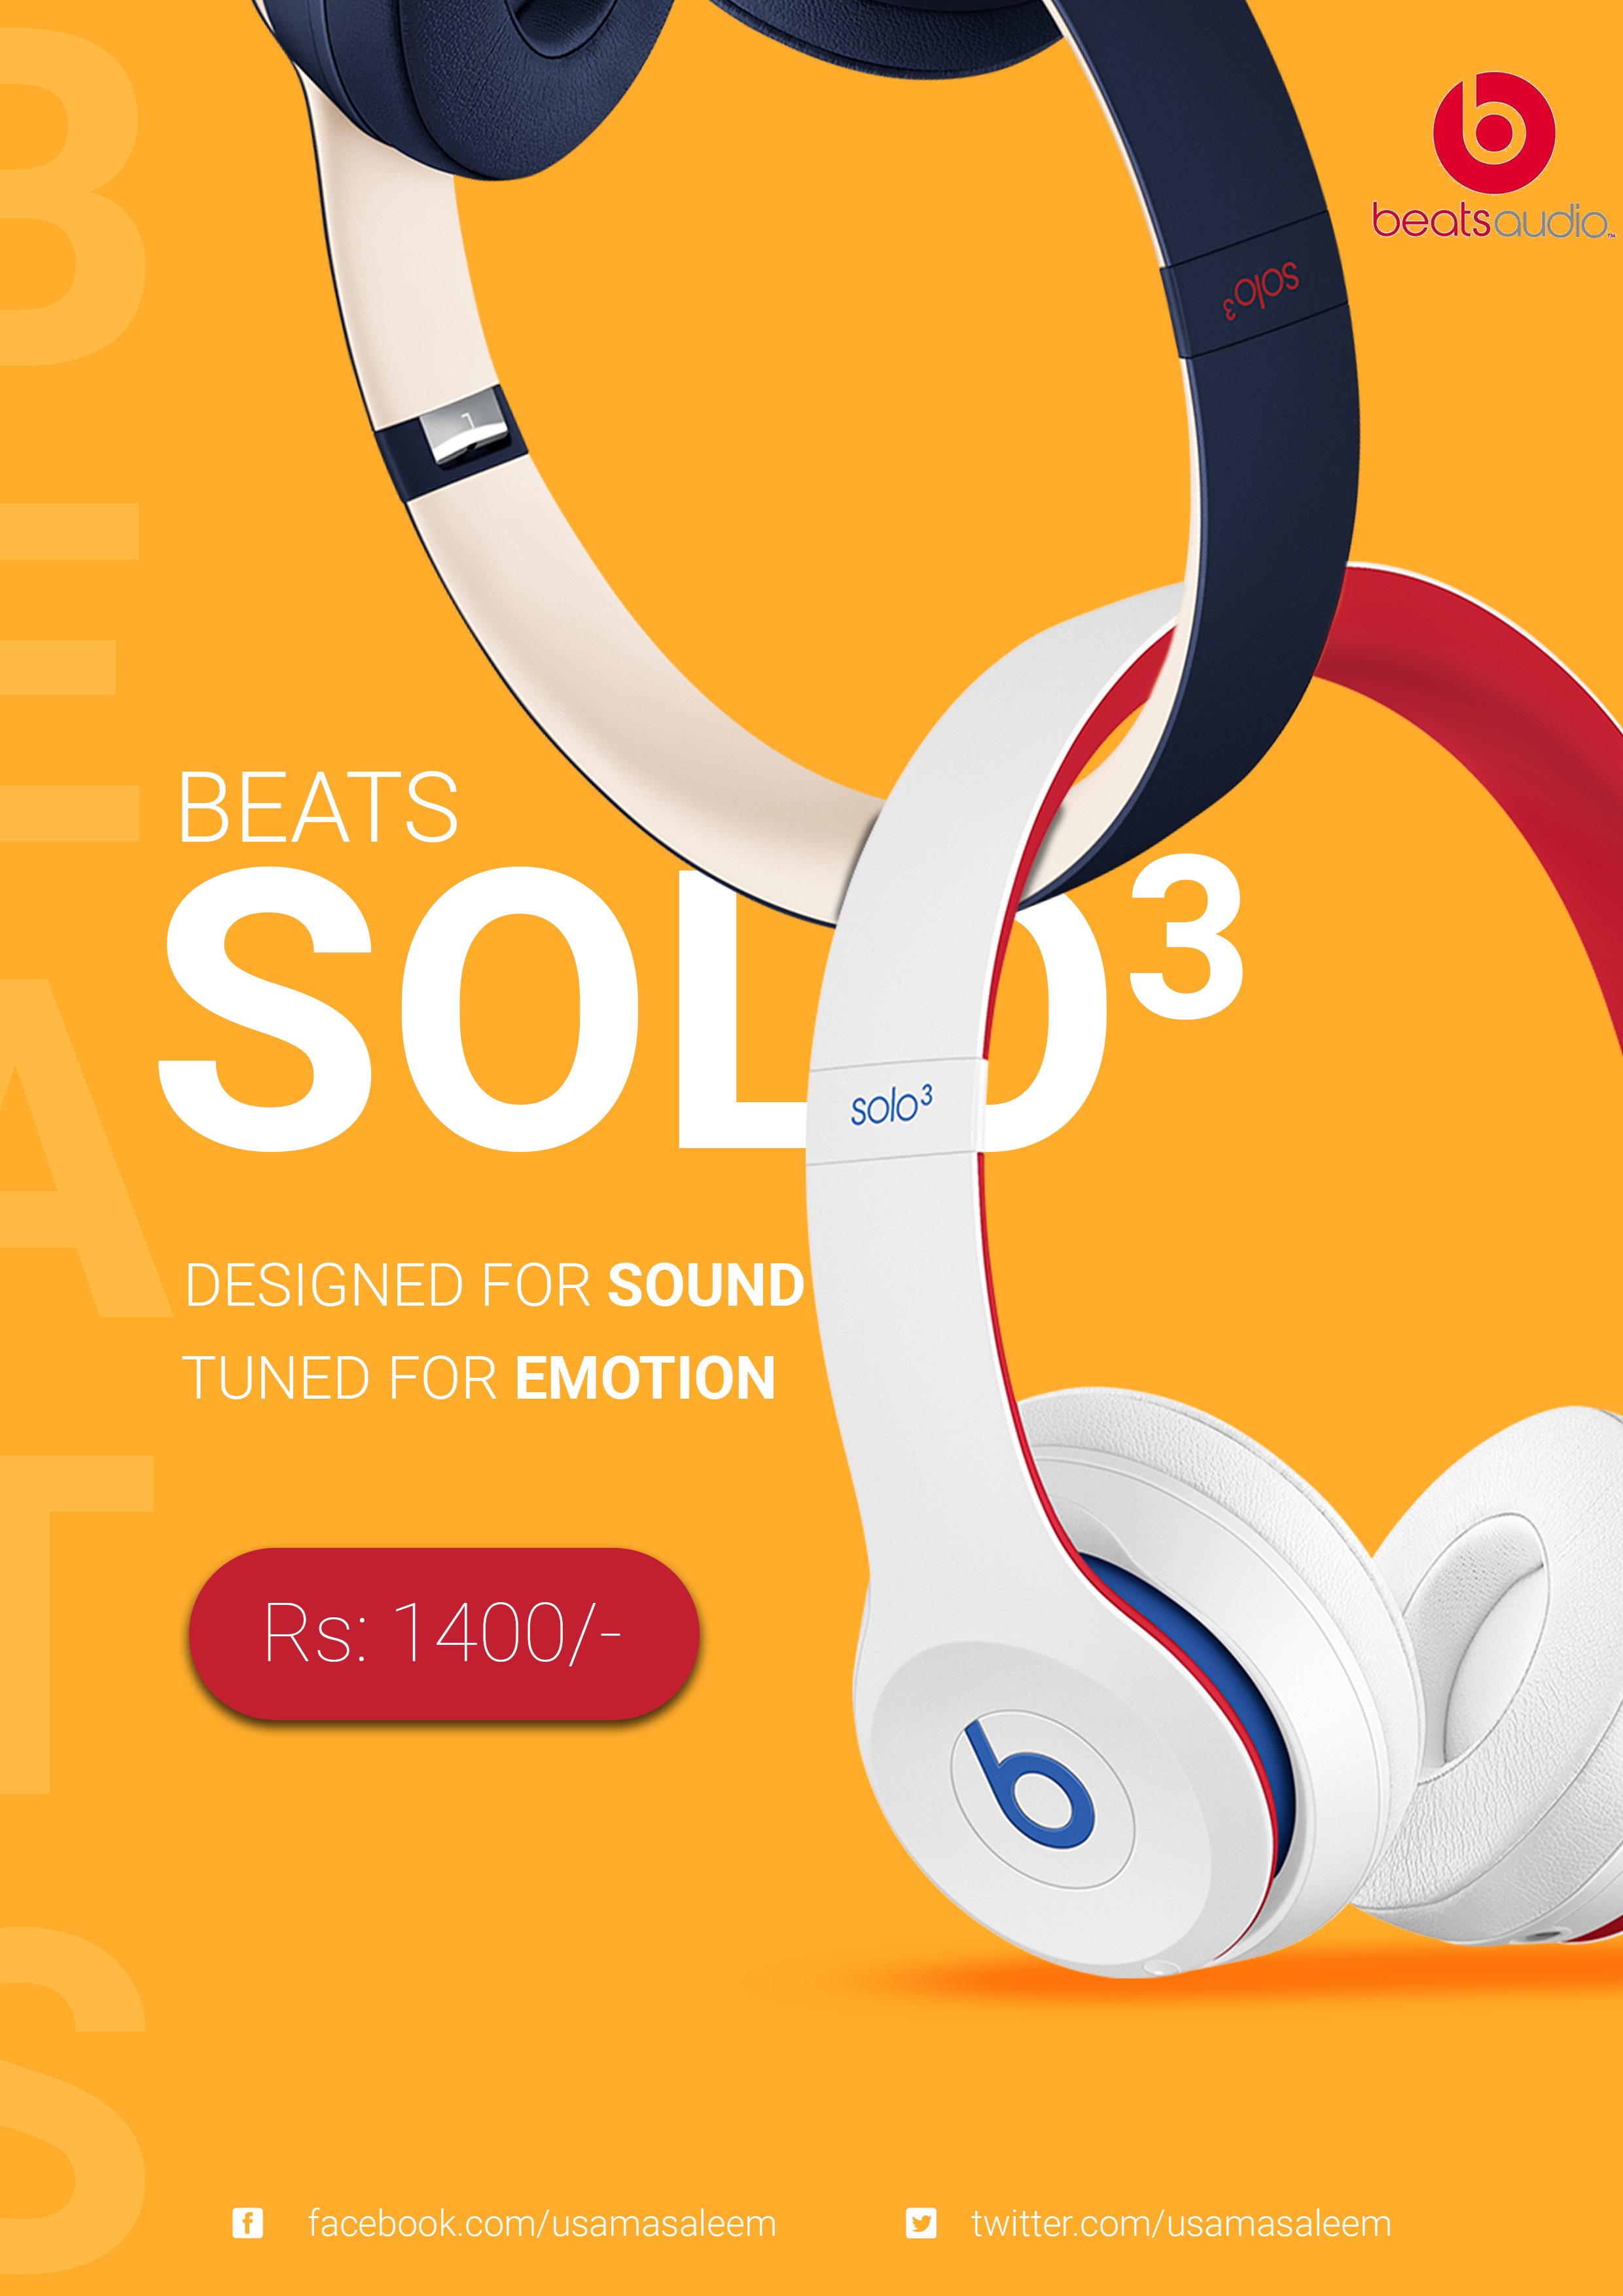 BEATS
beatsaudio™
solo³
BEATS
SOLO³
solo³
DESIGNED FOR SOUND
TUNED FOR EMOTION
Rs: 1400/-
facebook.com/usamasaleem
twitter.com/usamasaleem